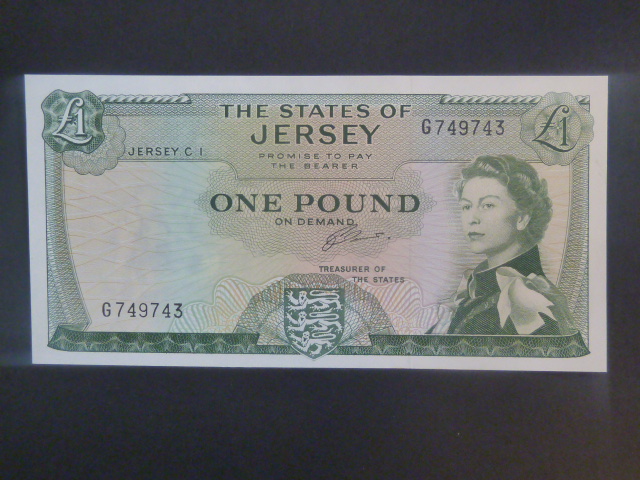 £1
THE STATES OF
JERSEY
G749743
£1
JERSEY C I
PROMISE TO PAY
THE BEARER
ONE POUND
ON DEMAND
TREASURER OF
THE STATES
G749743